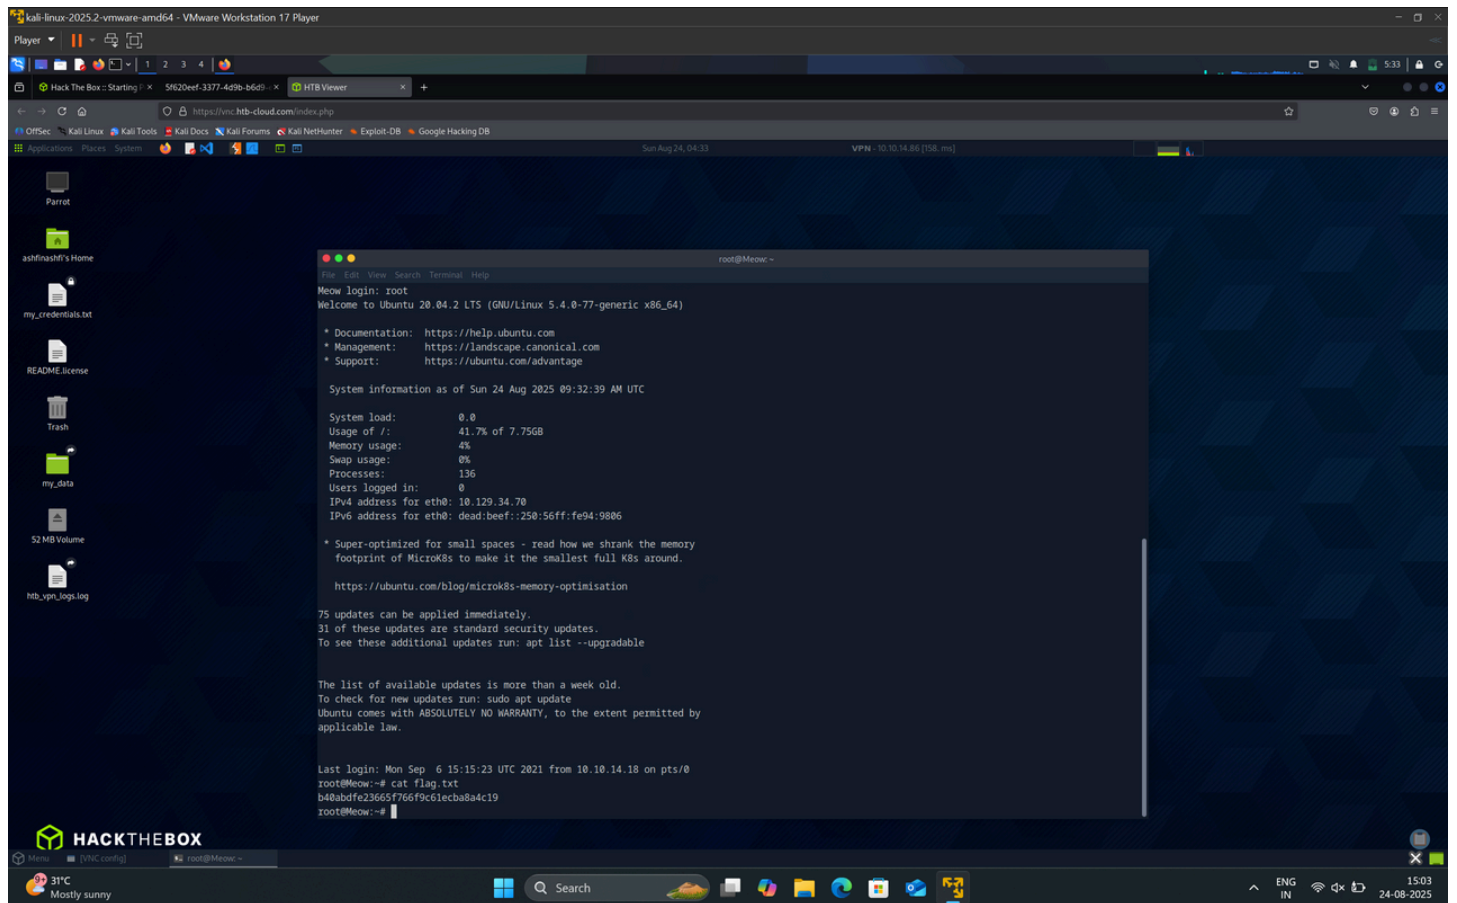 kali-linux-2025.2-vmware-amd64 - VMware Workstation 17 Player
Player
1 2 3 4
5:33
Hack The Box :: Starting P
5f620eef-3377-4d9b-b6d9-
HTB Viewer
https://vnc.htb-cloud.com/index.php
OffSec Kali Linux Kali Tools Kali Docs Kali Forums Kali NetHunter Exploit-DB Google Hacking DB
Applications Places System
Sun Aug 24, 04:33
VPN - 10.10.14.86 [158. ms]
Parrot
ashfinashfi's Home
my_credentials.txt
README.license
Trash
my_data
52 MB Volume
htb_vpn_logs.log
root@Meow: ~
File Edit View Search Terminal Help
Meow login: root
Welcome to Ubuntu 20.04.2 LTS (GNU/Linux 5.4.0-77-generic x86_64)
* Documentation: https://help.ubuntu.com
* Management: https://landscape.canonical.com
* Support: https://ubuntu.com/advantage
System information as of Sun 24 Aug 2025 09:32:39 AM UTC
System load: 0.0
Usage of /: 41.7% of 7.75GB
Memory usage: 4%
Swap usage: 0%
Processes: 136
Users logged in: 0
IPv4 address for eth0: 10.129.34.70
IPv6 address for eth0: dead:beef::250:56ff:fe94:9806
* Super-optimized for small spaces - read how we shrank the memory
footprint of MicroK8s to make it the smallest full K8s around.
https://ubuntu.com/blog/microk8s-memory-optimisation
75 updates can be applied immediately.
31 of these updates are standard security updates.
To see these additional updates run: apt list --upgradable
The list of available updates is more than a week old.
To check for new updates run: sudo apt update
Ubuntu comes with ABSOLUTELY NO WARRANTY, to the extent permitted by
applicable law.
Last login: Mon Sep 6 15:15:23 UTC 2021 from 10.10.14.18 on pts/0
root@Meow:~# cat flag.txt
b40abdfe23665f766f9c61ecba8a4c19
root@Meow:~#
HACKTHEBOX
Menu
[VNC config]
root@Meow: ~
31°C
Mostly sunny
Search
ENG
IN
15:03
24-08-2025